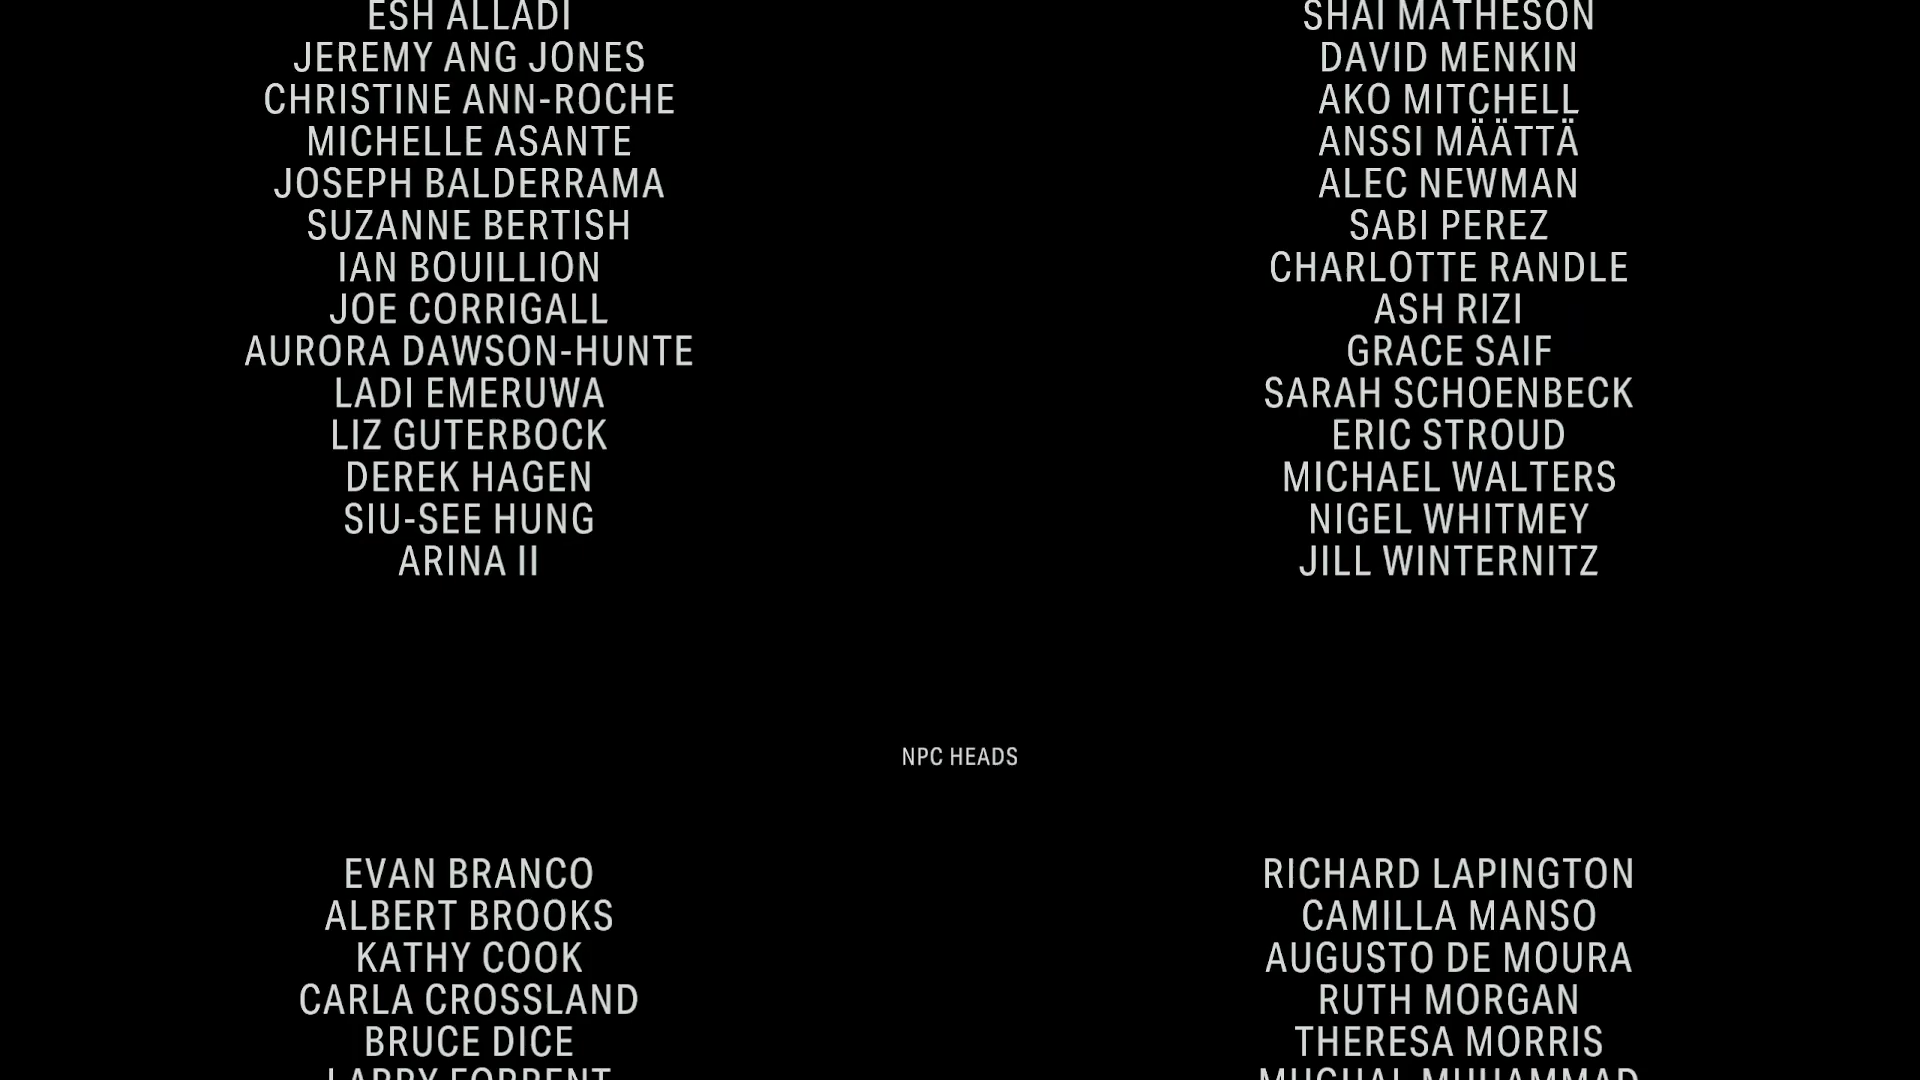 ESH ALLADI
JEREMY ANG JONES
CHRISTINE ANN-ROCHE
MICHELLE ASANTE
JOSEPH BALDERRAMA
SUZANNE BERTISH
IAN BOUILLION
JOE CORRIGALL
AURORA DAWSON-HUNTE
LADI EMERUWA
LIZ GUTERBOCK
DEREK HAGEN
SIU-SEE HUNG
ARINA II
SHAI MATHESON
DAVID MENKIN
AKO MITCHELL
ANSSI MÄÄTTÄ
ALEC NEWMAN
SABI PEREZ
CHARLOTTE RANDLE
ASH RIZI
GRACE SAIF
SARAH SCHOENBECK
ERIC STROUD
MICHAEL WALTERS
NIGEL WHITMEY
JILL WINTERNITZ
NPC HEADS
EVAN BRANCO
ALBERT BROOKS
KATHY COOK
CARLA CROSSLAND
BRUCE DICE
LARRY FORRENT
RICHARD LAPINGTON
CAMILLA MANSO
AUGUSTO DE MOURA
RUTH MORGAN
THERESA MORRIS
MUGHAL MUHAMMAD